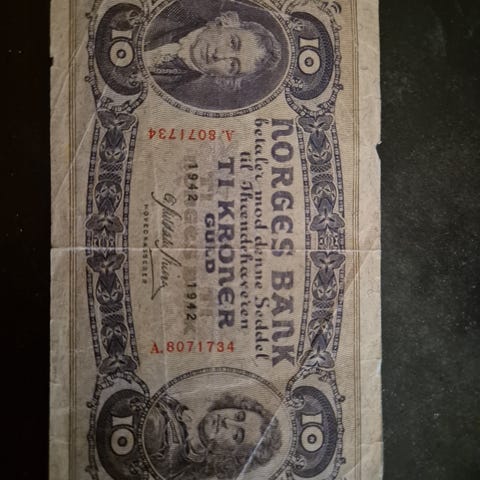 10
10
NORGES BANK
betaler mod denne Seddel
til Ihændehaveren
TI KRONER
GULD
1942
1942
HOVEDKASSERER
A.8071734
A.8071734
10
10